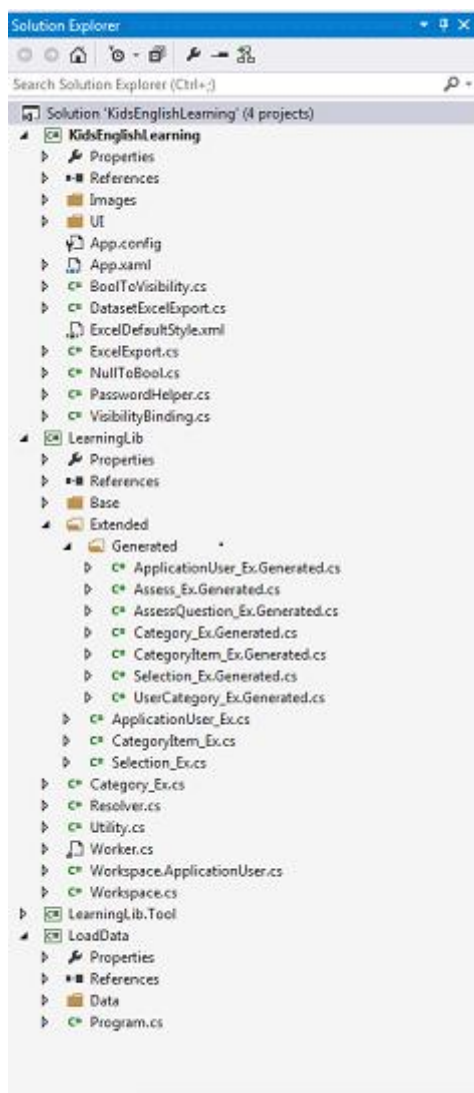 Solution Explorer
Search Solution Explorer (Ctrl+;)
Solution 'KidsEnglishLearning' (4 projects)
KidsEnglishLearning
Properties
References
Images
UI
App.config
App.xaml
BoolToVisibility.cs
DatasetExcelExport.cs
ExcelDefaultStyle.xml
ExcelExport.cs
NullToBool.cs
PasswordHelper.cs
VisibilityBinding.cs
LearningLib
Properties
References
Base
Extended
Generated
ApplicationUser_Ex.Generated.cs
Assess_Ex.Generated.cs
AssessQuestion_Ex.Generated.cs
Category_Ex.Generated.cs
CategoryItem_Ex.Generated.cs
Selection_Ex.Generated.cs
UserCategory_Ex.Generated.cs
ApplicationUser_Ex.cs
CategoryItem_Ex.cs
Selection_Ex.cs
Category_Ex.cs
Resolver.cs
Utility.cs
Worker.cs
Workspace.ApplicationUser.cs
Workspace.cs
LearningLib.Tool
LoadData
Properties
References
Data
Program.cs